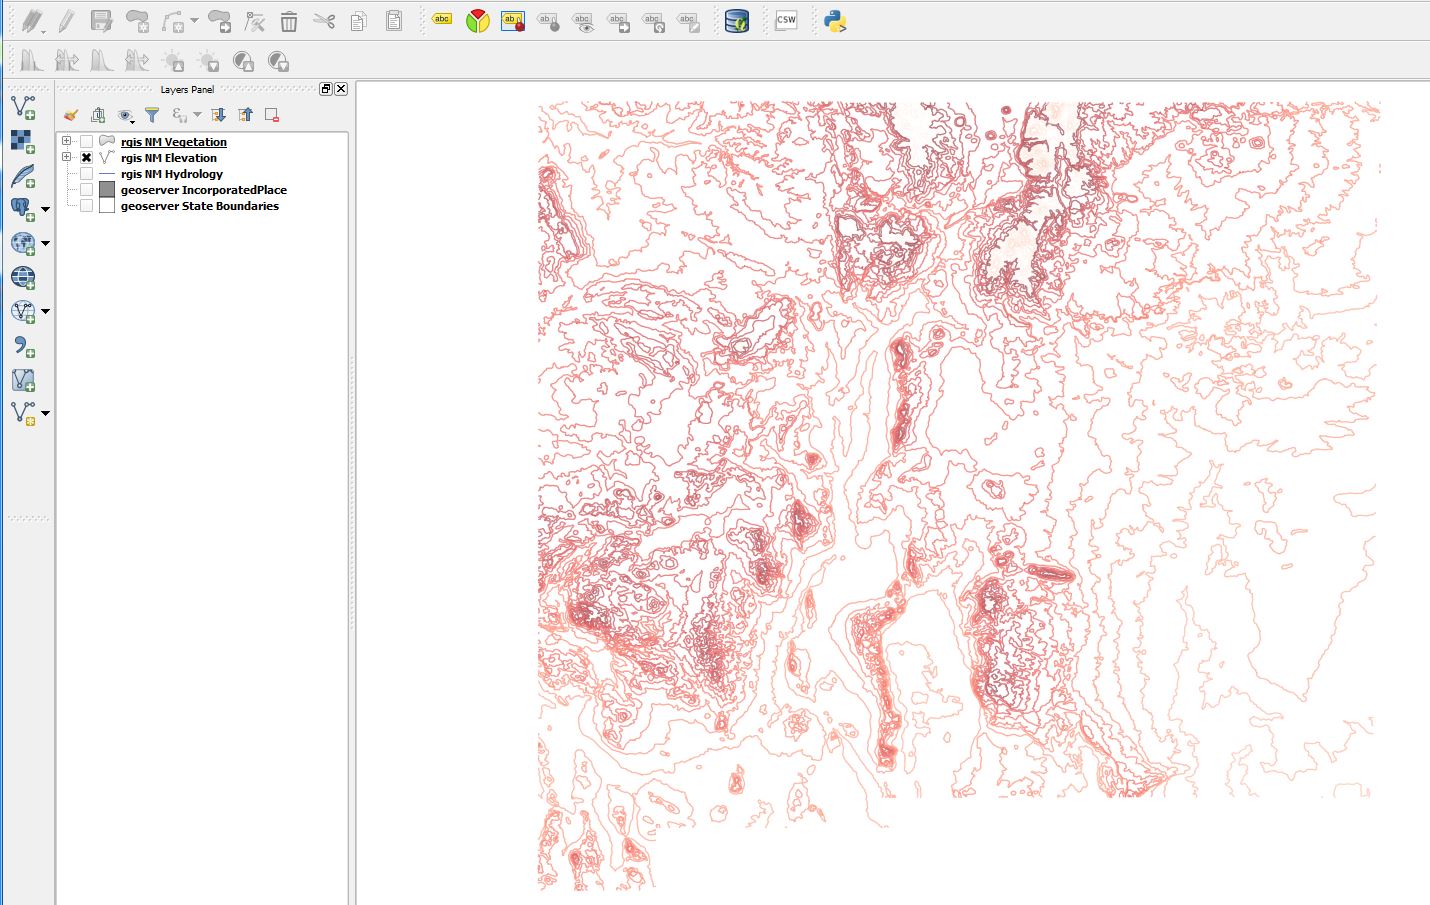 abc
ab
ab
abc
abc
abc
abc
CSW
Layers Panel
rgis NM Vegetation
rgis NM Elevation
rgis NM Hydrology
geoserver IncorporatedPlace
geoserver State Boundaries